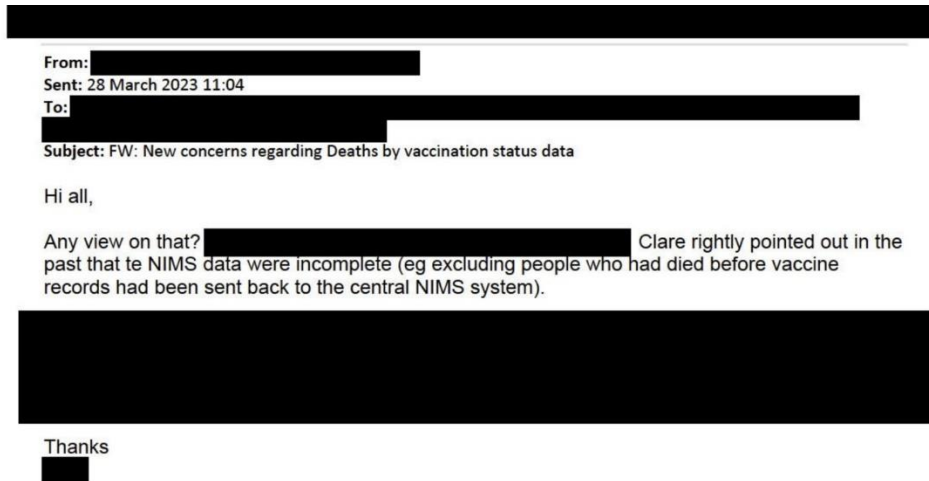 From:
Sent: 28 March 2023 11:04
To:
Subject: FW: New concerns regarding Deaths by vaccination status data
Hi all,
Any view on that? Clare rightly pointed out in the
past that te NIMS data were incomplete (eg excluding people who had died before vaccine
records had been sent back to the central NIMS system).
Thanks